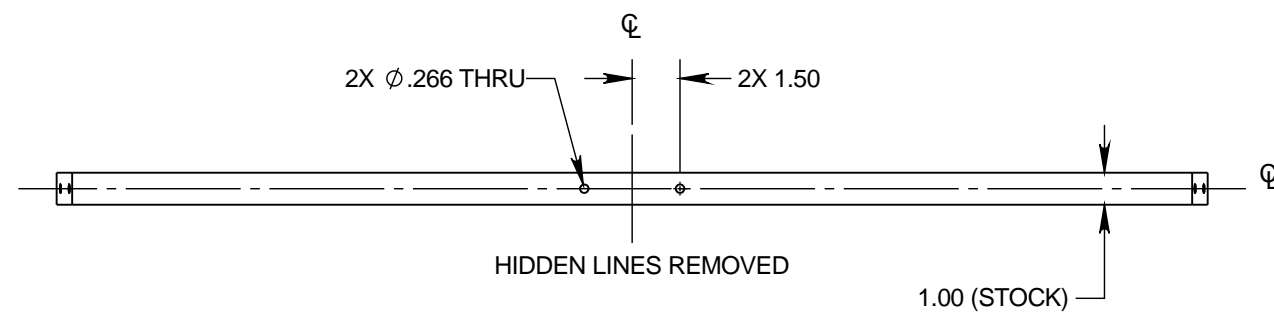 ℄
2X ∅.266 THRU
2X 1.50
℄
HIDDEN LINES REMOVED
1.00 (STOCK)